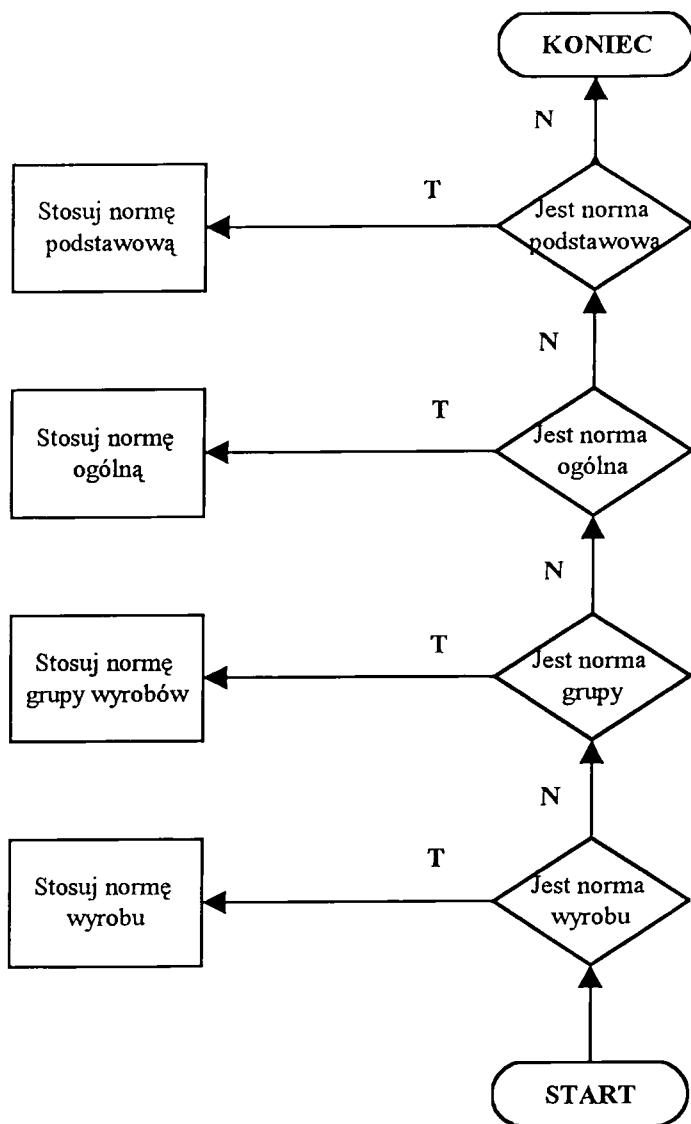 KONIEC
N
T
Stosuj normę
podstawową
Jest norma
podstawowa
N
T
Stosuj normę
ogólną
Jest norma
ogólna
N
T
Stosuj normę
grupy wyrobów
Jest norma
grupy
N
T
Stosuj normę
wyrobu
Jest norma
wyrobu
START